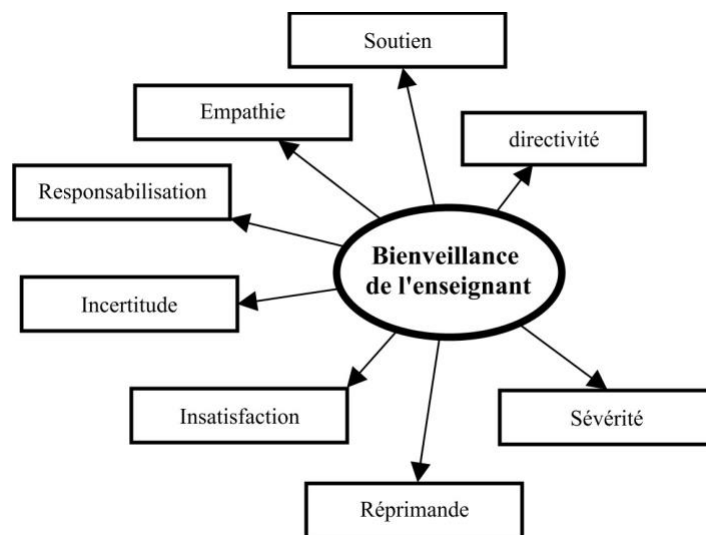 Soutien
Empathie
directivité
Responsabilisation
Bienveillance
de l'enseignant
Incertitude
Insatisfaction
Sévérité
Réprimande